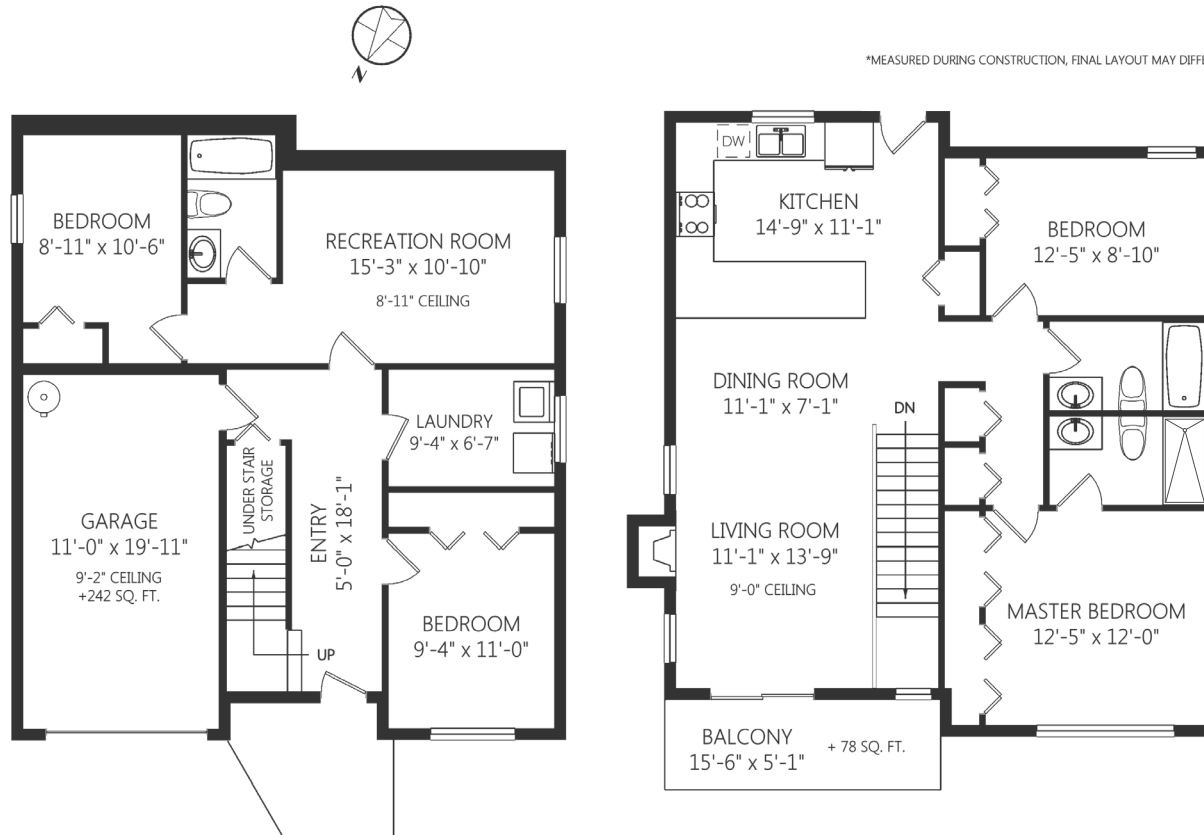 N
*MEASURED DURING CONSTRUCTION, FINAL LAYOUT MAY DIFFE
BEDROOM
8'-11" x 10'-6"
RECREATION ROOM
15'-3" x 10'-10"
8'-11" CEILING
LAUNDRY
9'-4" x 6'-7"
UNDER STAIR
STORAGE
ENTRY
5'-0" x 18'-1"
GARAGE
11'-0" x 19'-11"
9'-2" CEILING
+242 SQ. FT.
UP
BEDROOM
9'-4" x 11'-0"
DW
KITCHEN
14'-9" x 11'-1"
BEDROOM
12'-5" x 8'-10"
DINING ROOM
11'-1" x 7'-1"
DN
LIVING ROOM
11'-1" x 13'-9"
9'-0" CEILING
MASTER BEDROOM
12'-5" x 12'-0"
BALCONY
15'-6" x 5'-1"
+ 78 SQ. FT.